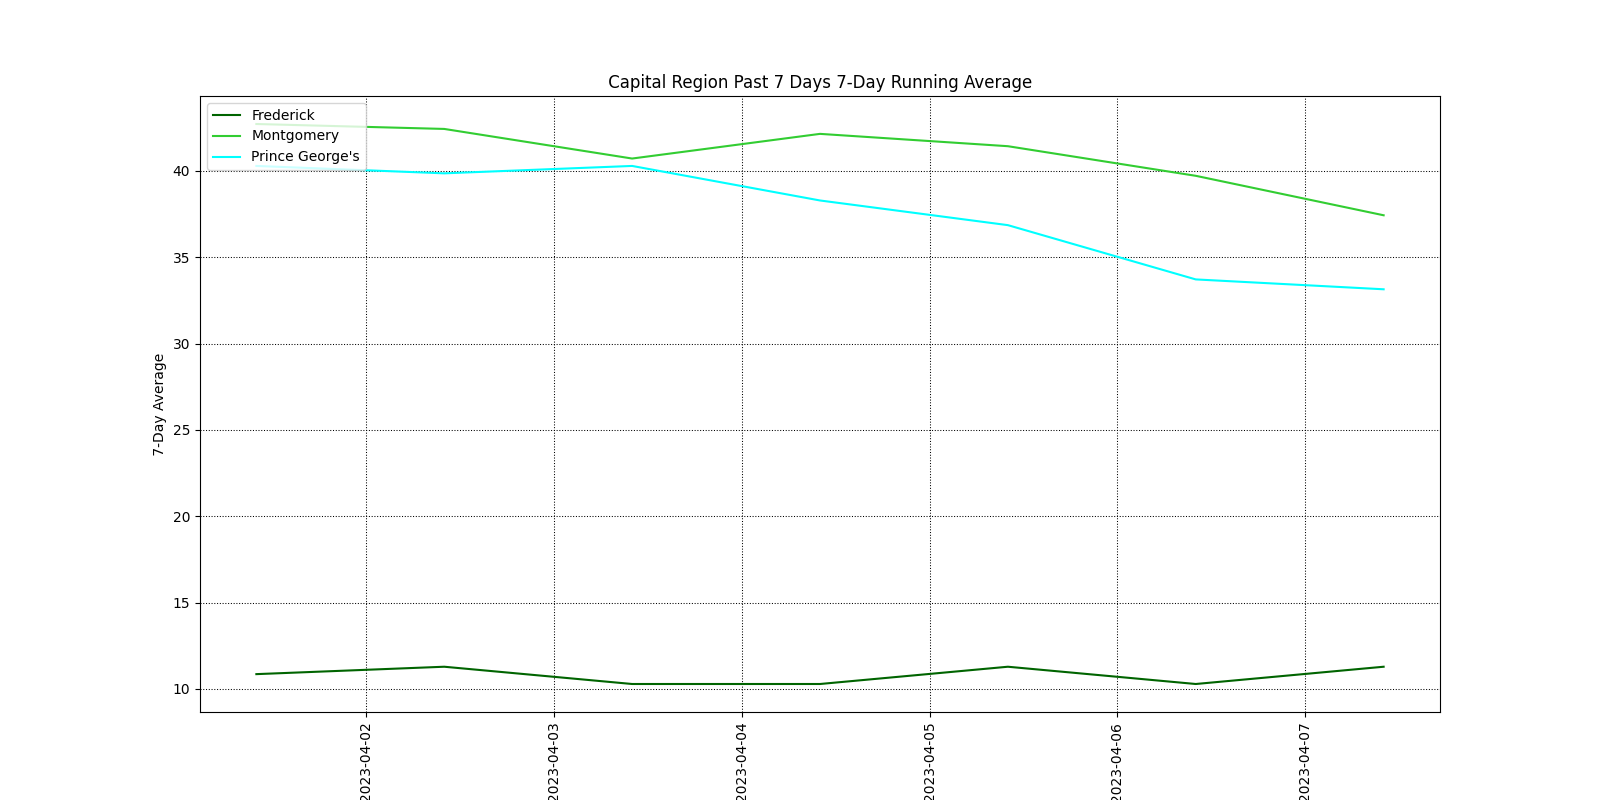 Capital Region Past 7 Days 7-Day Running Average
Frederick
Montgomery
Prince George's
40
35
30
25
20
15
10
7-Day Average
2023-04-02
2023-04-03
2023-04-04
2023-04-05
2023-04-06
2023-04-07